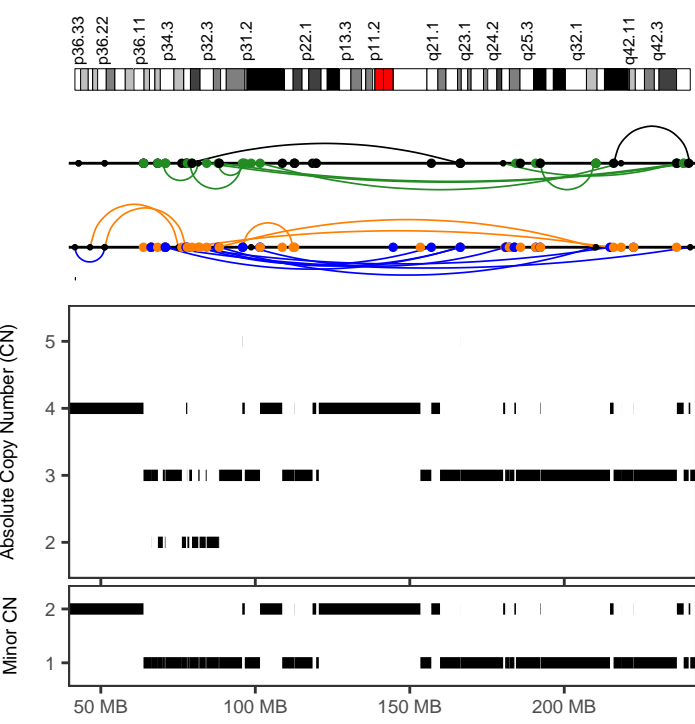 p36.33 p36.22 p36.11 p34.3 p32.3 p31.2 p22.1 p13.3 p11.2 q21.1 q23.1 q24.2 q25.3 q32.1 q42.11 q42.3
Absolute Copy Number (CN)
5
4
3
2
Minor CN
2
1
50 MB 100 MB 150 MB 200 MB